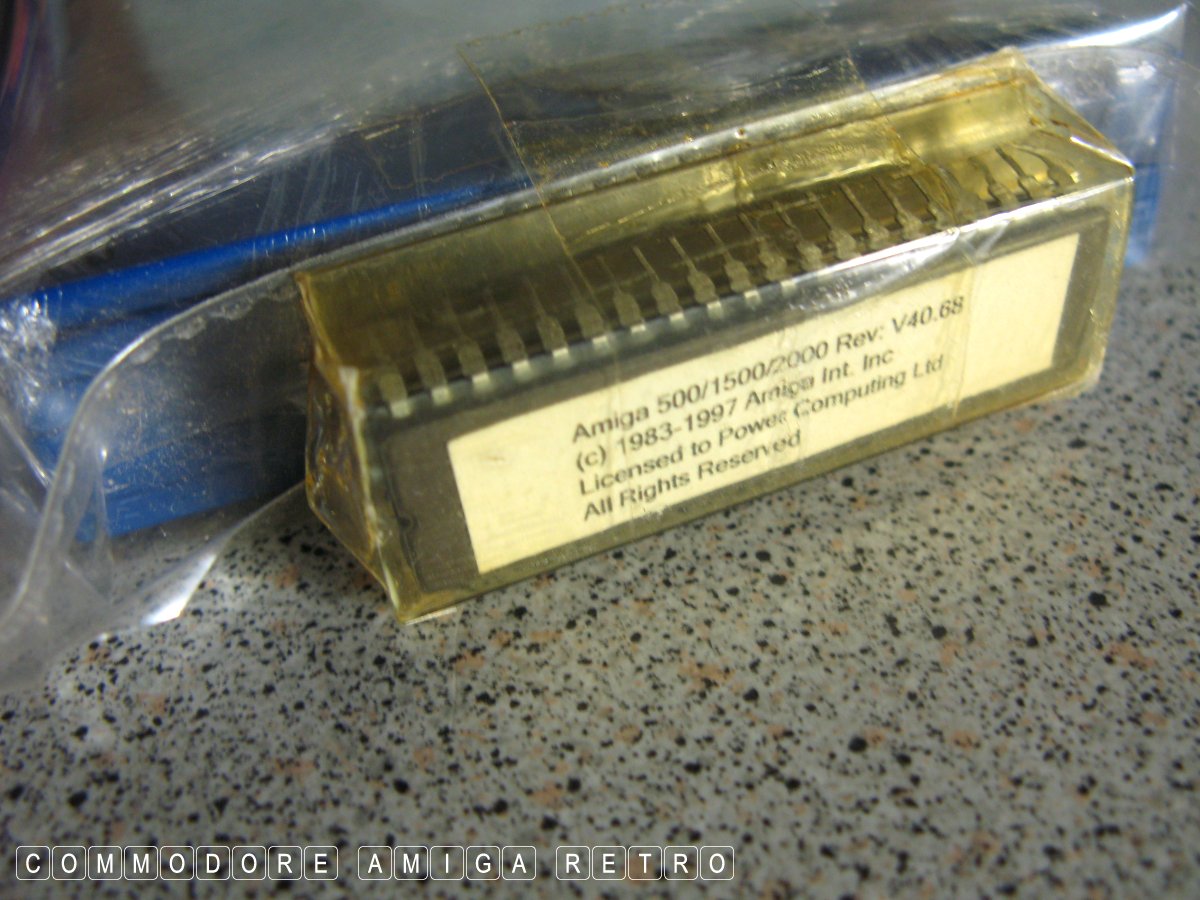 Amiga 500/1500/2000 Rev: V40.68
(c) 1983-1997 Amiga Int. Inc
Licensed to Power Computing Ltd
All Rights Reserved
COMMODORE AMIGA RETRO